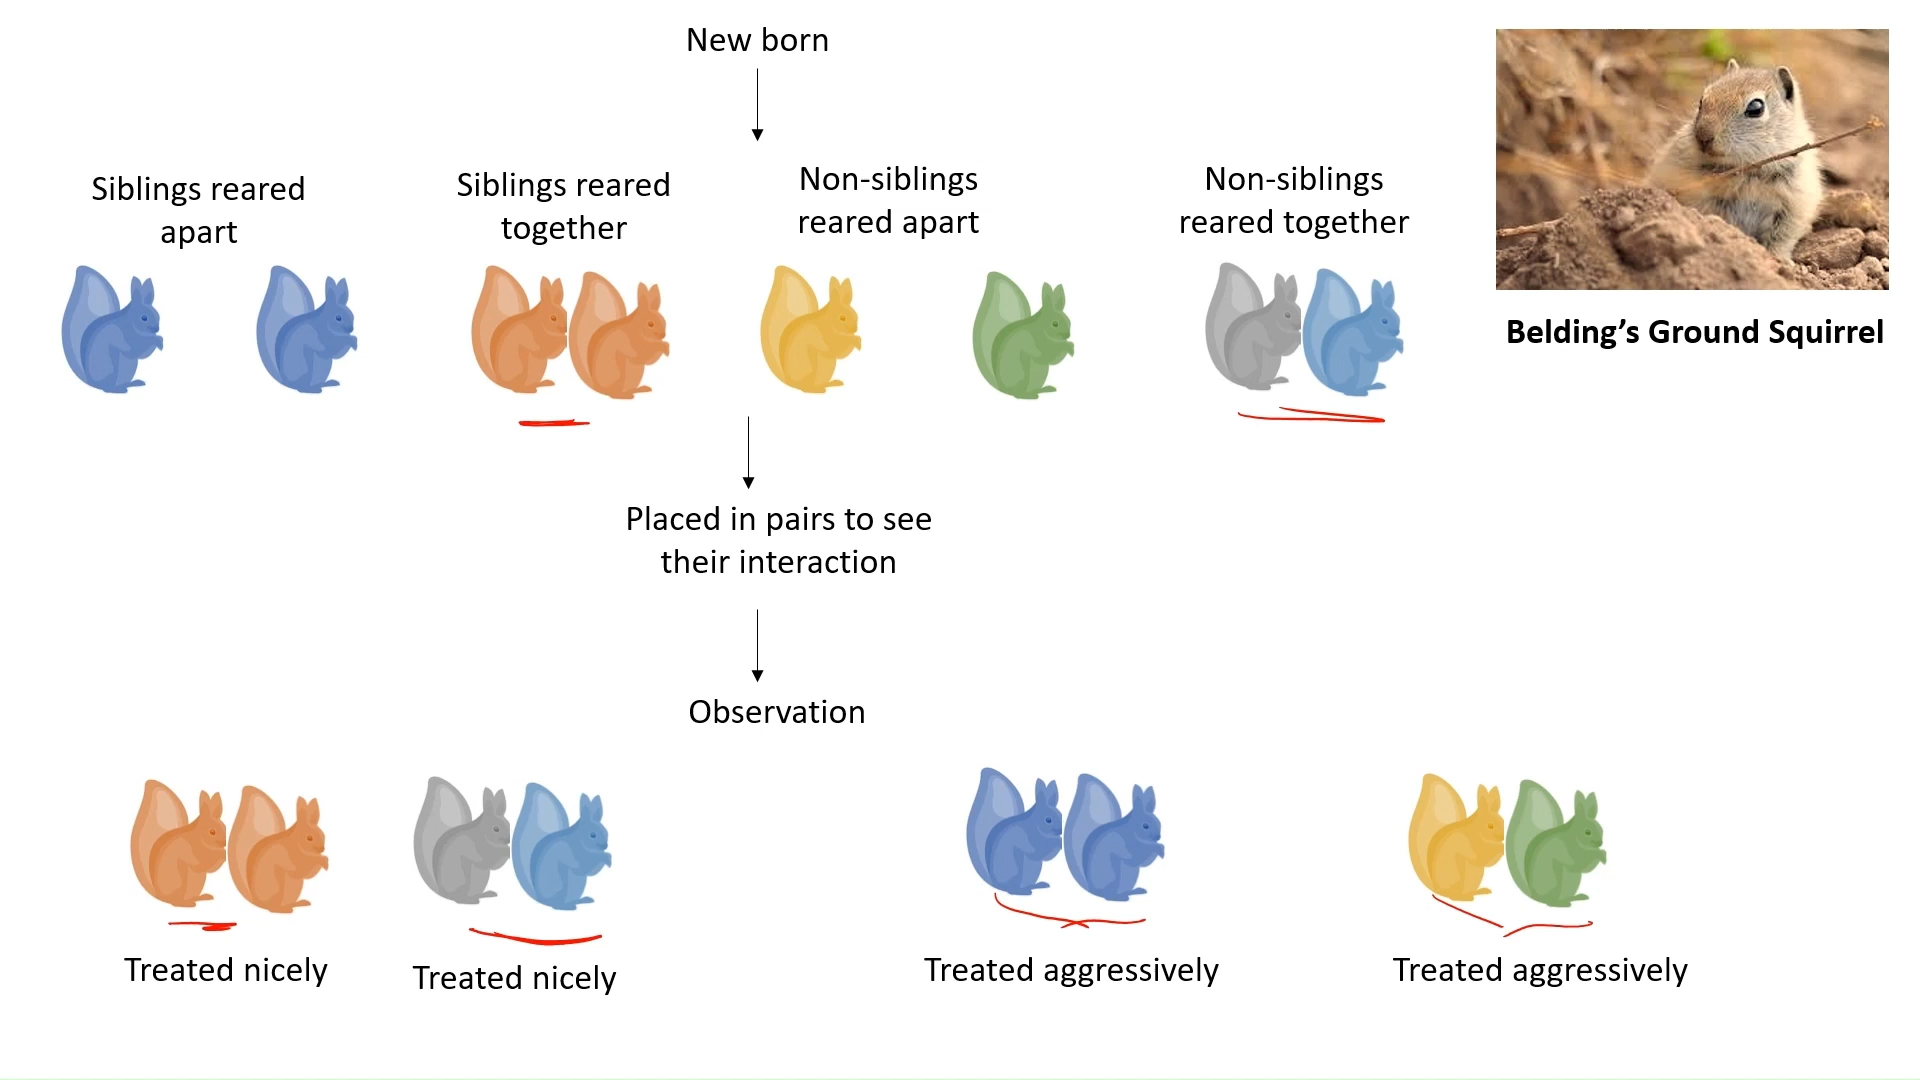 New born
Siblings reared
apart
Siblings reared
together
Non-siblings
reared apart
Non-siblings
reared together
Belding’s Ground Squirrel
Placed in pairs to see
their interaction
Observation
Treated nicely
Treated nicely
Treated aggressively
Treated aggressively